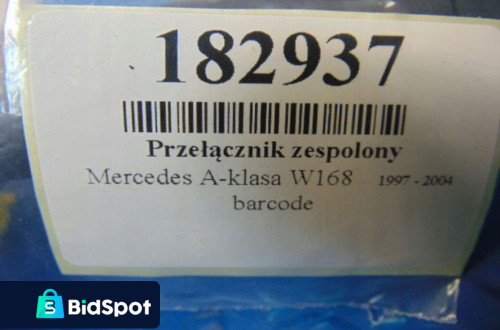 182937
Przełącznik zespolony
Mercedes A-klasa W168 1997 - 2004
barcode
BidSpot